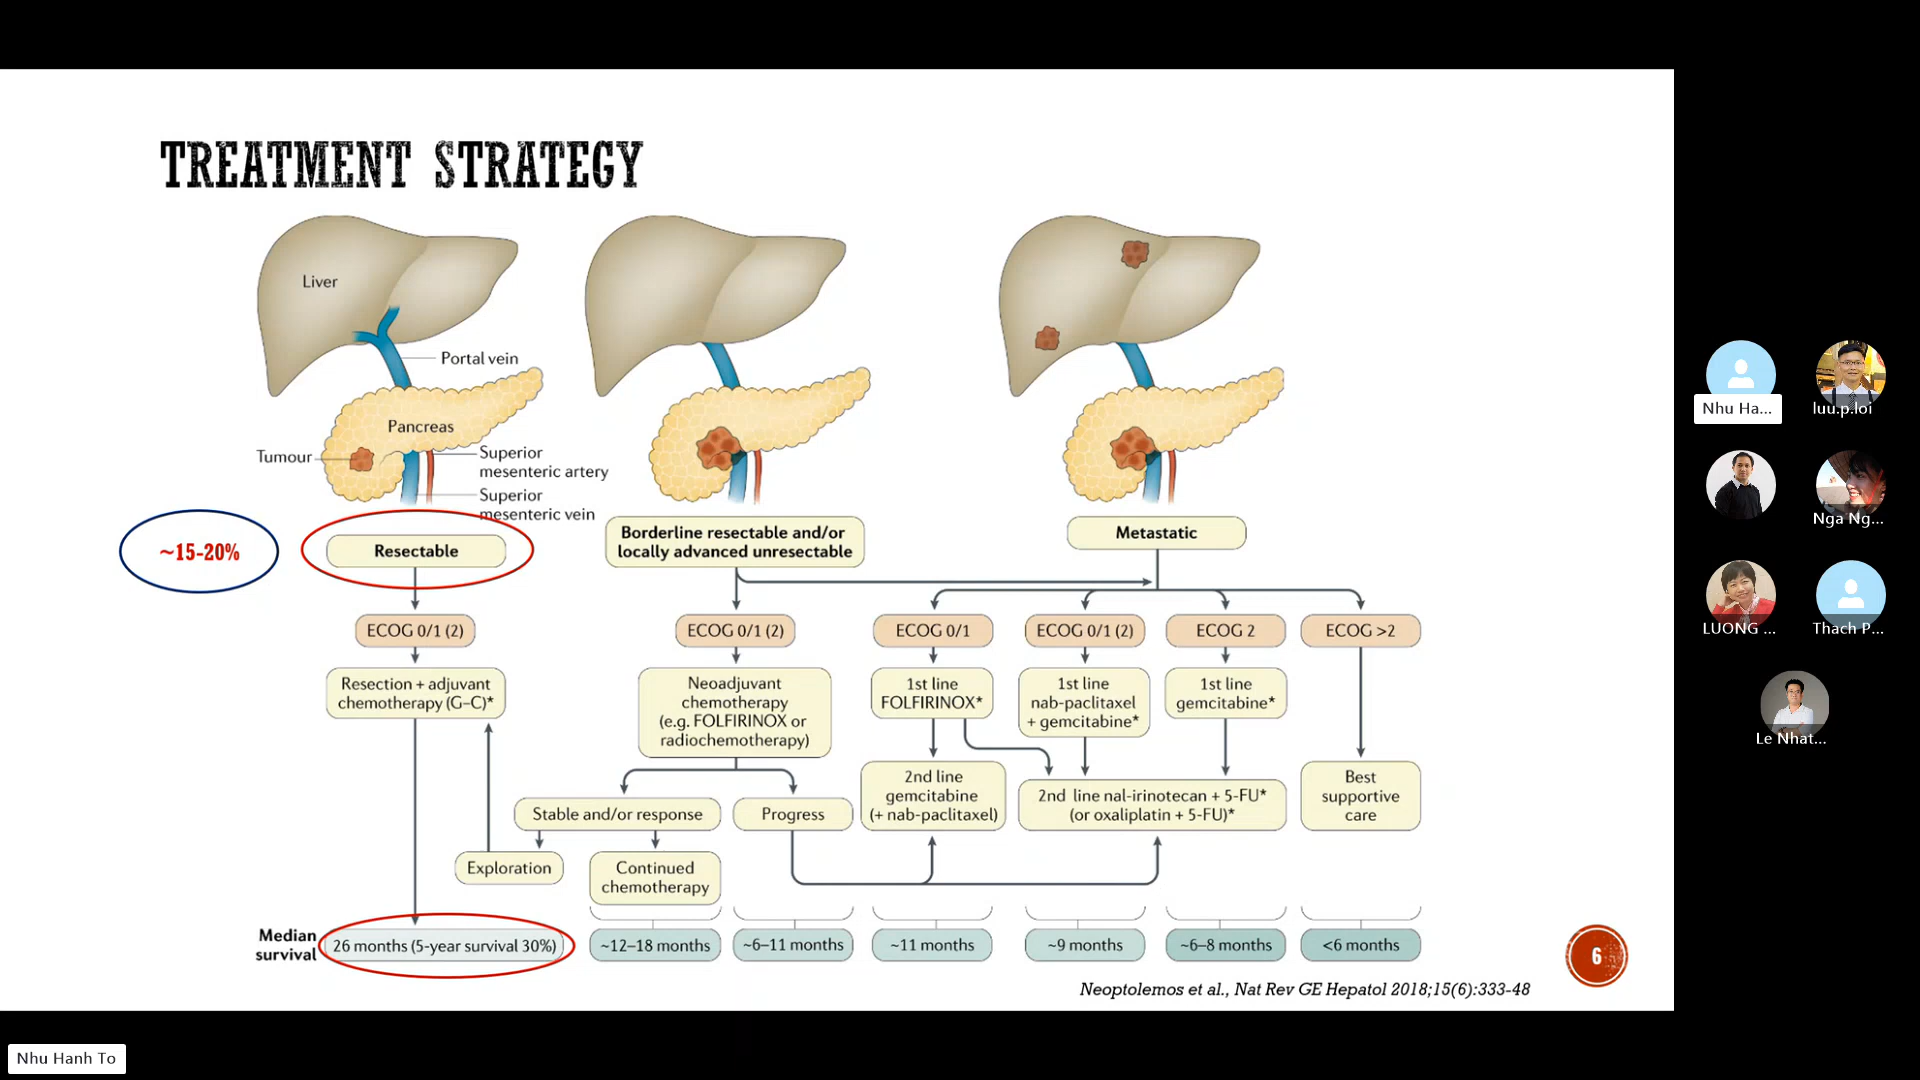 TREATMENT STRATEGY
Liver
Portal vein
Pancreas
Tumour
Superior
mesenteric artery
Superior
mesenteric vein
~15-20%
Resectable
Borderline resectable and/or
locally advanced unresectable
Metastatic
ECOG 0/1 (2)
ECOG 0/1 (2)
ECOG 0/1
ECOG 0/1 (2)
ECOG 2
ECOG >2
Resection + adjuvant
chemotherapy (G–C)*
Neoadjuvant
chemotherapy
(e.g. FOLFIRINOX or
radiochemotherapy)
1st line
FOLFIRINOX*
1st line
nab-paclitaxel
+ gemcitabine*
1st line
gemcitabine*
2nd line
gemcitabine
(+ nab-paclitaxel)
2nd line nal-irinotecan + 5-FU*
(or oxaliplatin + 5-FU)*
Best
supportive
care
Stable and/or response
Progress
Exploration
Continued
chemotherapy
Median
survival
26 months (5-year survival 30%)
~12–18 months
~6–11 months
~11 months
~9 months
~6–8 months
<6 months
6
Neoptolemos et al., Nat Rev GE Hepatol 2018;15(6):333-48
Nhu Ha...
luu.p.loi
Nga Ng...
LUONG ...
Thach P...
Le Nhat...
Nhu Hanh To